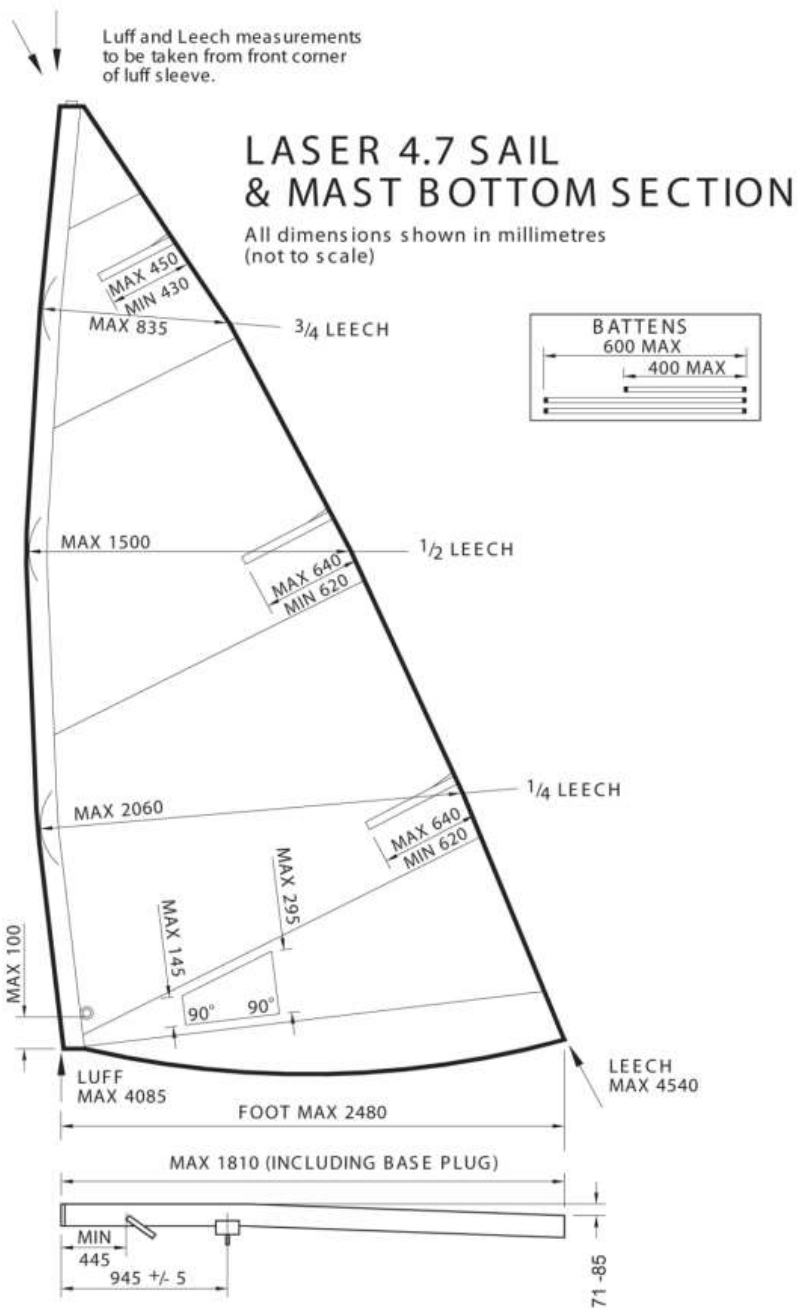 Luff and Leech measurements
to be taken from front corner
of luff sleeve.
LASER 4.7 SAIL
& MAST BOTTOM SECTION
All dimensions shown in millimetres
(not to scale)
MAX 450
MIN 430
MAX 835
3/4 LEECH
BATTENS
600 MAX
400 MAX
MAX 1500
1/2 LEECH
MAX 640
MIN 620
1/4 LEECH
MAX 2060
MAX 640
MIN 620
MAX 295
MAX 145
MAX 100
90°
90°
LUFF
MAX 4085
LEECH
MAX 4540
FOOT MAX 2480
MAX 1810 (INCLUDING BASE PLUG)
MIN
445
945 +/- 5
71-85